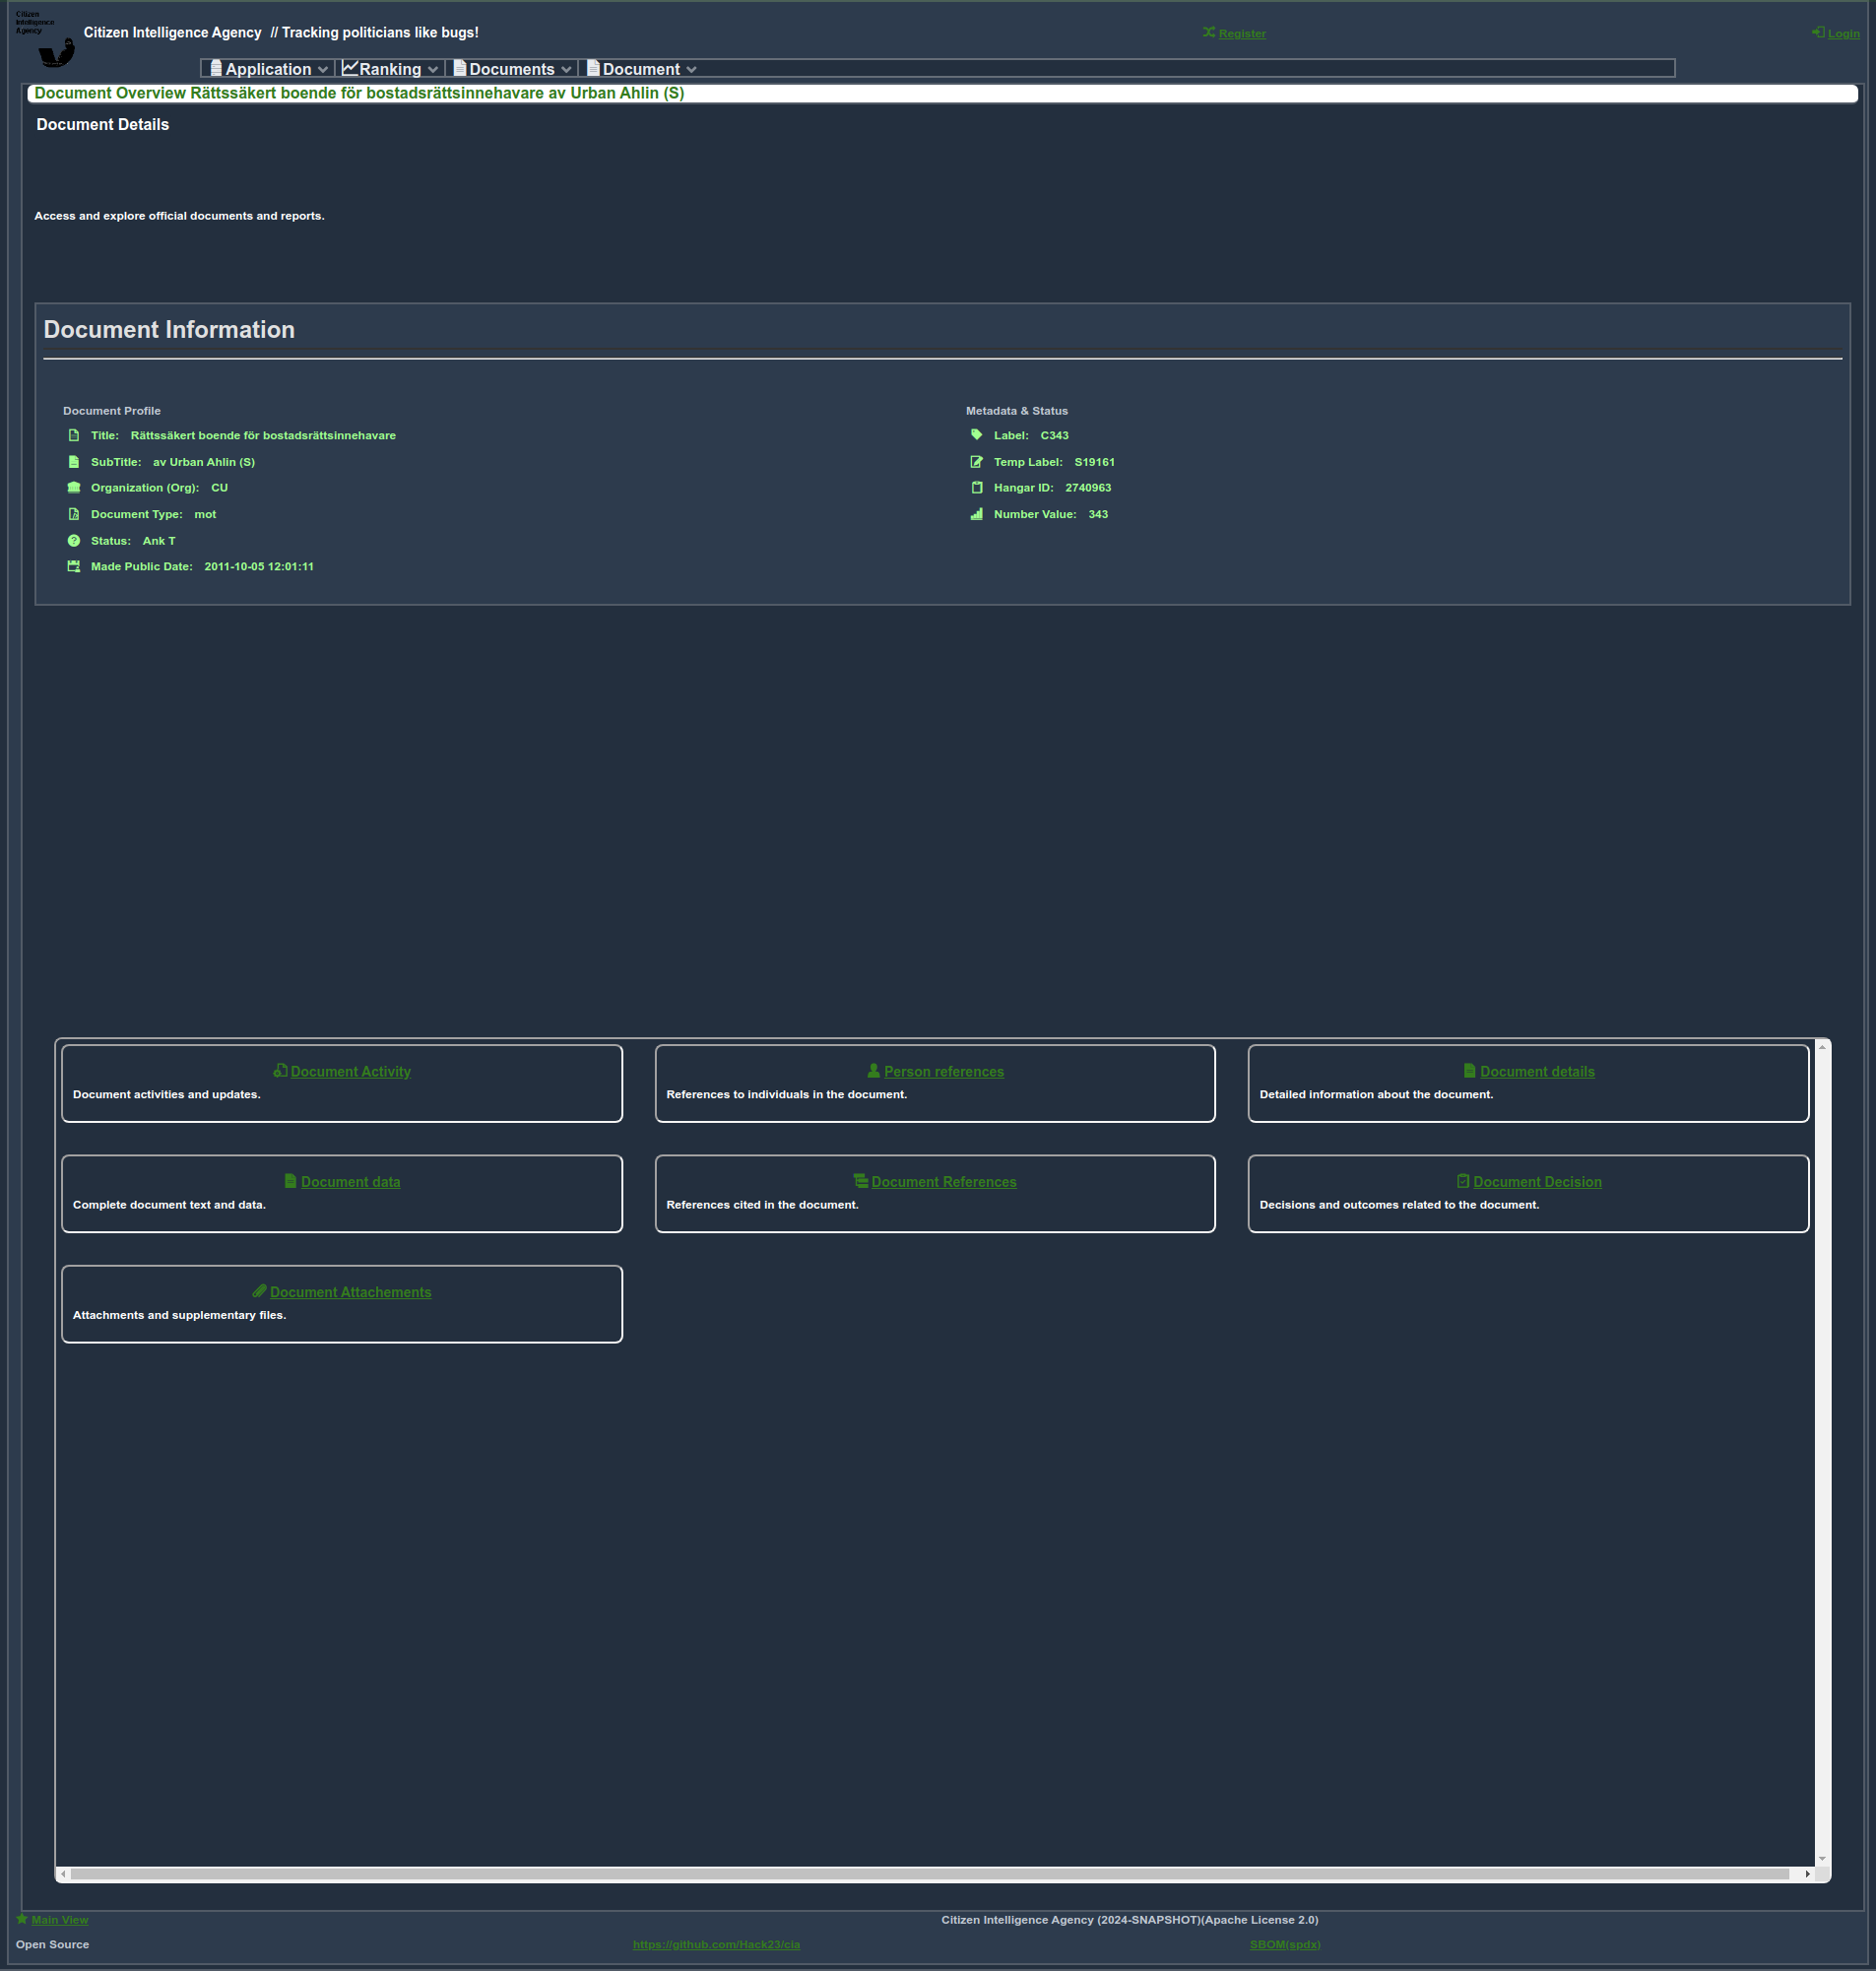 Citizen
Intelligence
Agency
Citizen Intelligence Agency // Tracking politicians like bugs!
Register
Login
Application
Ranking
Documents
Document
Document Overview Rättssäkert boende för bostadsrättsinnehavare av Urban Ahlin (S)
Document Details
Access and explore official documents and reports.
Document Information
Document Profile
Title: Rättssäkert boende för bostadsrättsinnehavare
SubTitle: av Urban Ahlin (S)
Organization (Org): CU
Document Type: mot
Status: Ank T
Made Public Date: 2011-10-05 12:01:11
Metadata & Status
Label: C343
Temp Label: S19161
Hangar ID: 2740963
Number Value: 343
Document Activity
Document activities and updates.
Person references
References to individuals in the document.
Document details
Detailed information about the document.
Document data
Complete document text and data.
Document References
References cited in the document.
Document Decision
Decisions and outcomes related to the document.
Document Attachements
Attachments and supplementary files.
Main View
Citizen Intelligence Agency (2024-SNAPSHOT)(Apache License 2.0)
Open Source
https://github.com/Hack23/cia
SBOM(spdx)